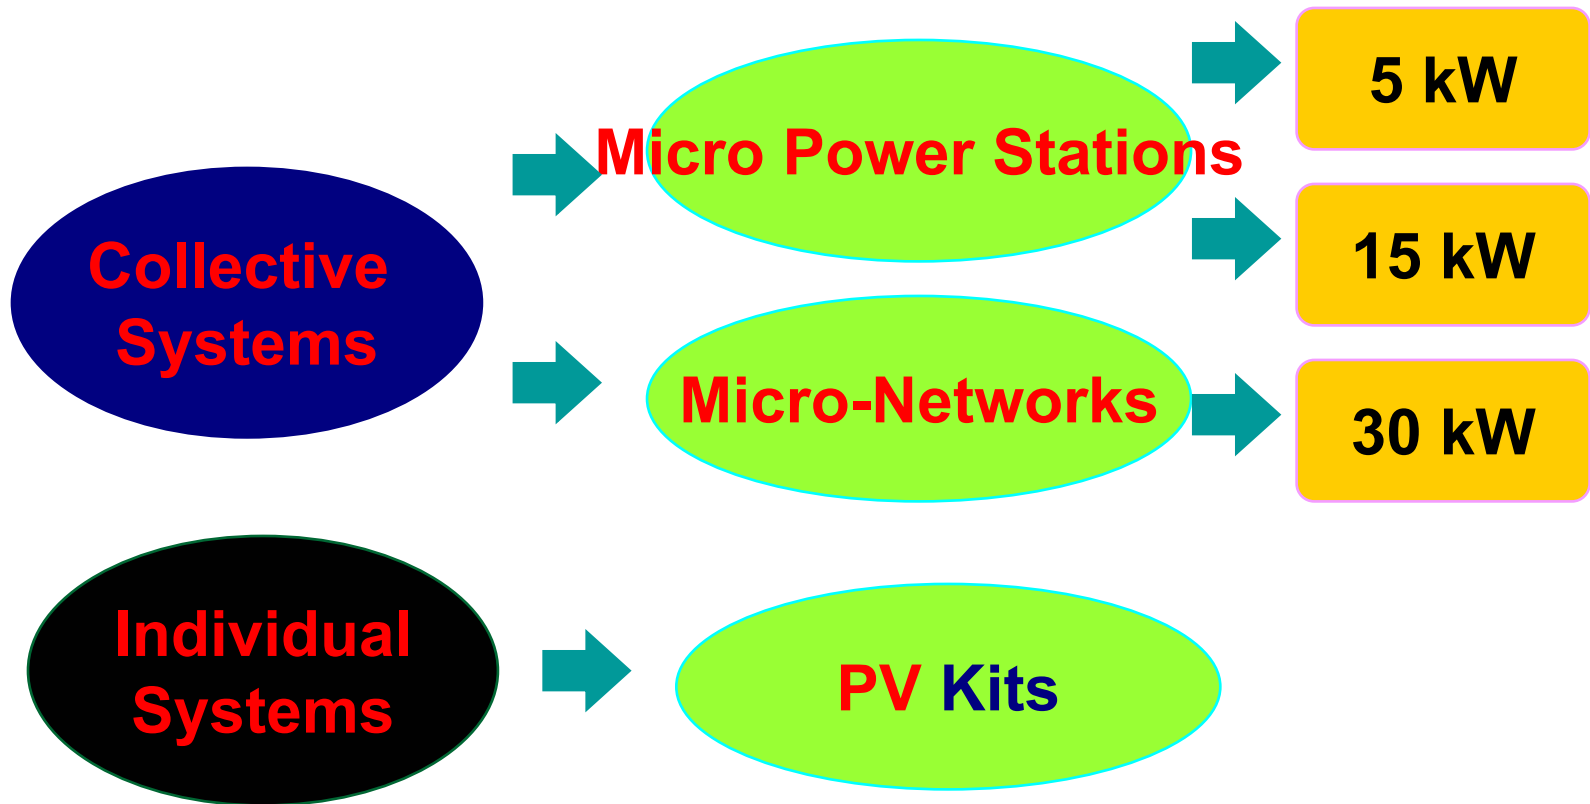 Collective
Systems
Micro Power Stations
Micro-Networks
5 kW
15 kW
30 kW
Individual
Systems
PV Kits